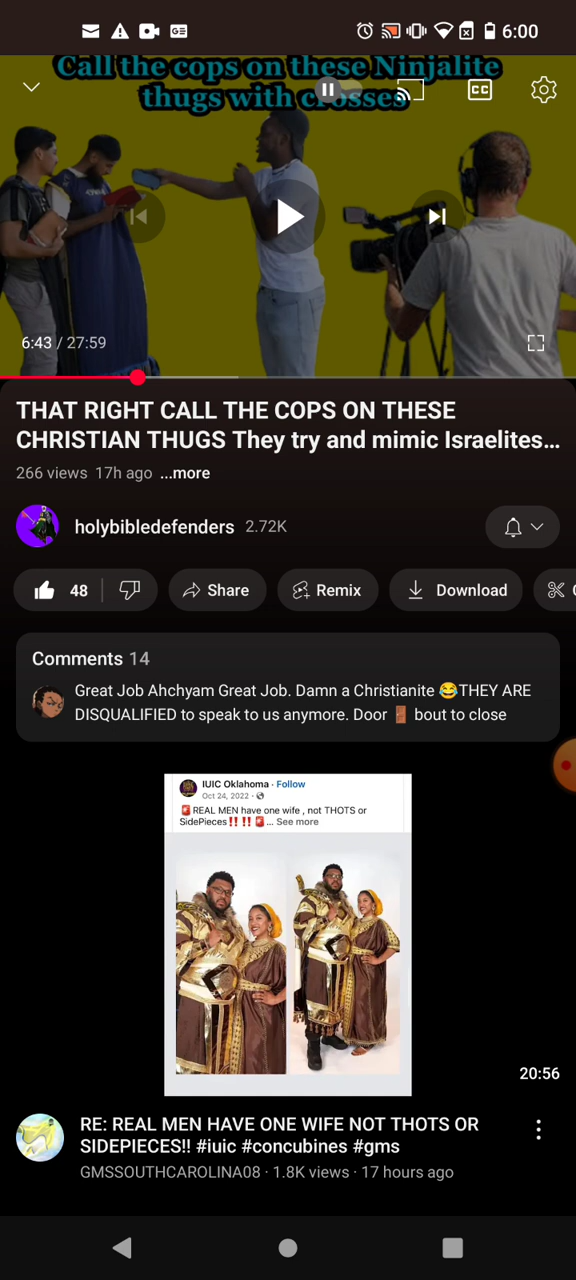 6:00
Call the cops on these Ninjalite
thugs with crosses
CC
6:43 / 27:59
THAT RIGHT CALL THE COPS ON THESE
CHRISTIAN THUGS They try and mimic Israelites...
266 views 17h ago ...more
holybibledefenders 2.72K
48 Share Remix Download
Comments 14
Great Job Ahchyam Great Job. Damn a Christianite 😂THEY ARE
DISQUALIFIED to speak to us anymore. Door 🚪 bout to close
IUIC Oklahoma · Follow
Oct 24, 2022 ·
🚨REAL MEN have one wife , not THOTS or
SidePieces‼️ ‼️ 🚨... See more
20:56
RE: REAL MEN HAVE ONE WIFE NOT THOTS OR
SIDEPIECES!! #iuic #concubines #gms
GMSSOUTHCAROLINA08 · 1.8K views · 17 hours ago